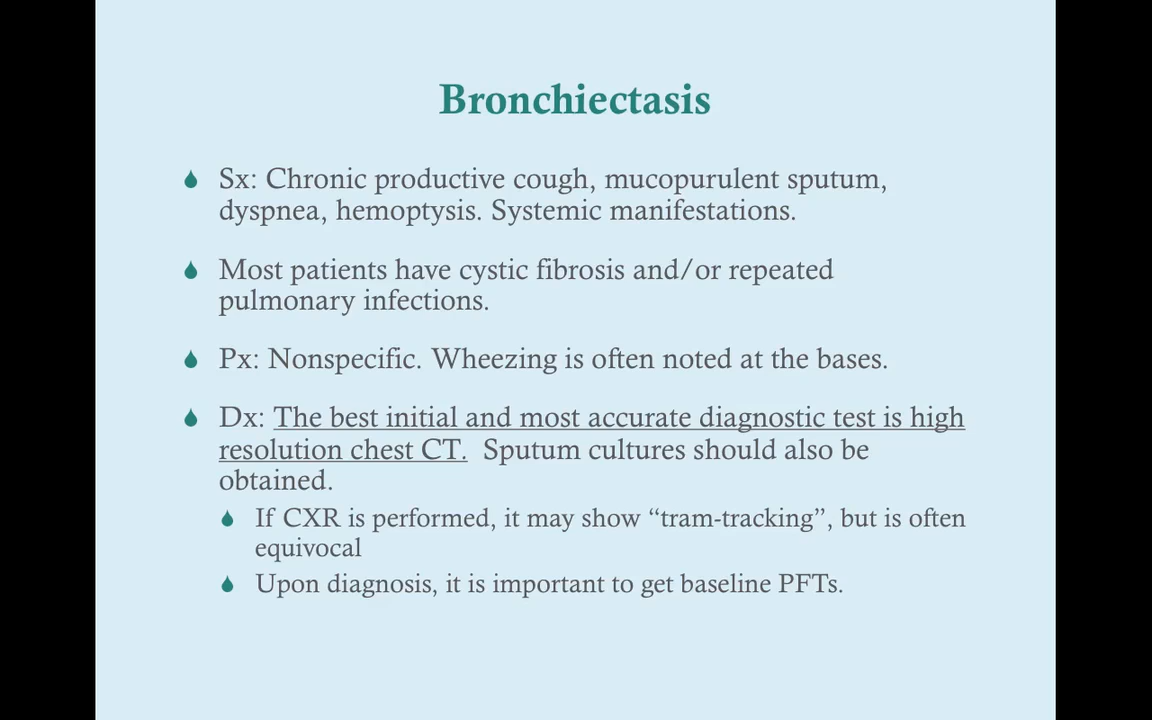 Bronchiectasis
Sx: Chronic productive cough, mucopurulent sputum,
dyspnea, hemoptysis. Systemic manifestations.
Most patients have cystic fibrosis and/or repeated
pulmonary infections.
Px: Nonspecific. Wheezing is often noted at the bases.
Dx: The best initial and most accurate diagnostic test is high
resolution chest CT.  Sputum cultures should also be
obtained.
If CXR is performed, it may show “tram-tracking”, but is often
equivocal
Upon diagnosis, it is important to get baseline PFTs.